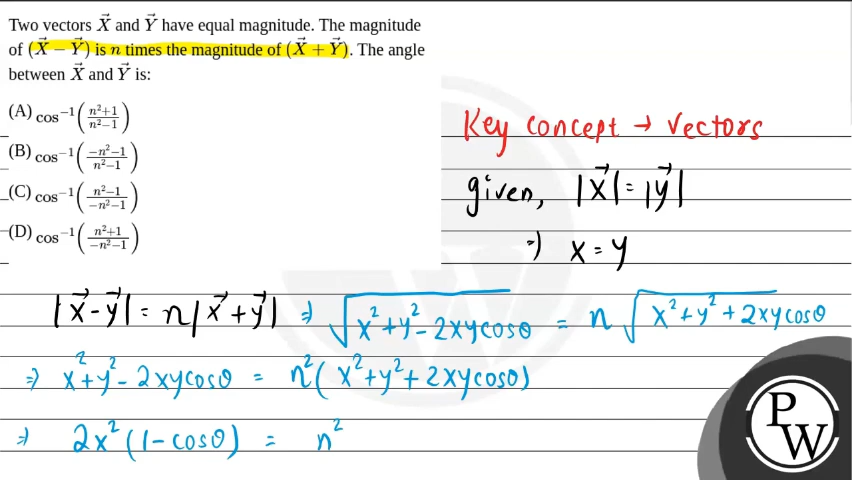 Two vectors X⃗ and Y⃗ have equal magnitude. The magnitude
of (X⃗ − Y⃗) is n times the magnitude of (X⃗ + Y⃗). The angle
between X⃗ and Y⃗ is:
(A) cos⁻¹((n²+1)/(n²−1))
(B) cos⁻¹((−n²−1)/(n²−1))
(C) cos⁻¹((n²−1)/(−n²−1))
(D) cos⁻¹((n²+1)/(−n²−1))
Key concept → Vectors
given, |X⃗| = |Y⃗|
⇒ x = y
|X⃗ - Y⃗| = n|X⃗ + Y⃗| ⇒ √(x² + y² - 2xy cosθ) = n √(x² + y² + 2xy cosθ)
⇒ x² + y² - 2xy cosθ = n² (x² + y² + 2xy cosθ)
⇒ 2x² (1 - cosθ) = n²
PW